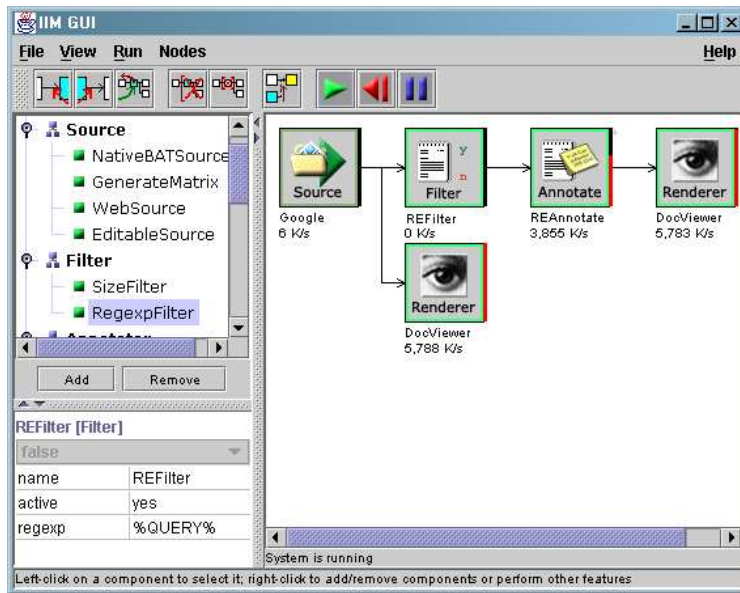 IIM GUI
File View Run Nodes Help
Source
NativeBATSource
GenerateMatrix
WebSource
EditableSource
Filter
SizeFilter
RegexpFilter
Add Remove
REFilter [Filter]
false
name REFilter
active yes
regexp %QUERY%
Source
Google
6 K/s
y
n
Filter
REFilter
0 K/s
Annotate
REAnnotate
3,855 K/s
Renderer
DocViewer
5,783 K/s
Renderer
DocViewer
5,788 K/s
System is running
Left-click on a component to select it; right-click to add/remove components or perform other features